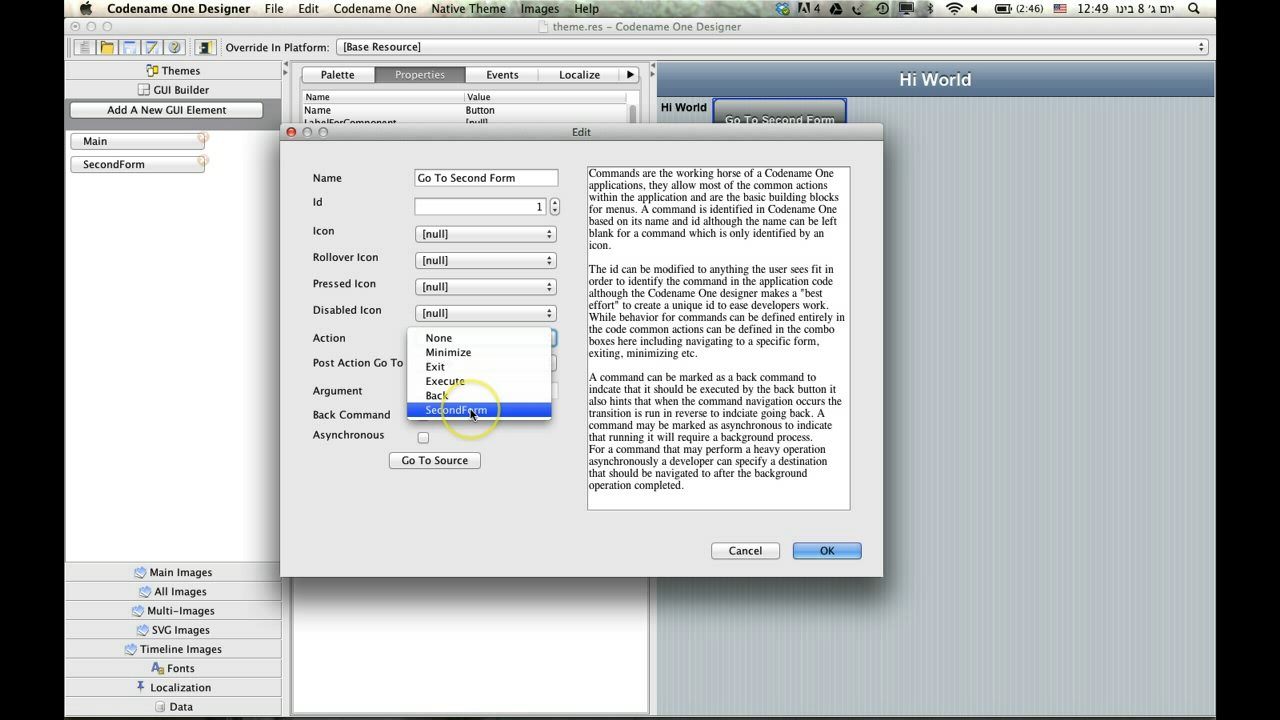 Codename One Designer File Edit Codename One Native Theme Images Help 4 (2:46) 12:49 יום ג׳ 8 בינו
theme.res – Codename One Designer
Override In Platform: [Base Resource]
Themes
GUI Builder
Add A New GUI Element
Main
SecondForm
Main Images
All Images
Multi-Images
SVG Images
Timeline Images
Fonts
Localization
Data
Palette Properties Events Localize
Name Value
Name Button
LabelForComponent [null]
Hi World
Hi World Go To Second Form
Edit
Name Go To Second Form
Id 1
Icon [null]
Rollover Icon [null]
Pressed Icon [null]
Disabled Icon [null]
Action
None
Minimize
Exit
Execute
Back
SecondForm
Post Action Go To
Argument
Back Command
Asynchronous
Go To Source
Commands are the working horse of a Codename One
applications, they allow most of the common actions
within the application and are the basic building blocks
for menus. A command is identified in Codename One
based on its name and id although the name can be left
blank for a command which is only identified by an
icon.
The id can be modified to anything the user sees fit in
order to identify the command in the application code
although the Codename One designer makes a "best
effort" to create a unique id to ease developers work.
While behavior for commands can be defined entirely in
the code common actions can be defined in the combo
boxes here including navigating to a specific form,
exiting, minimizing etc.
A command can be marked as a back command to
indcate that it should be executed by the back button it
also hints that when the command navigation occurs the
transition is run in reverse to indciate going back. A
command may be marked as asynchronous to indicate
that running it will require a background process.
For a command that may perform a heavy operation
asynchronously a developer can specify a destination
that should be navigated to after the background
operation completed.
Cancel OK